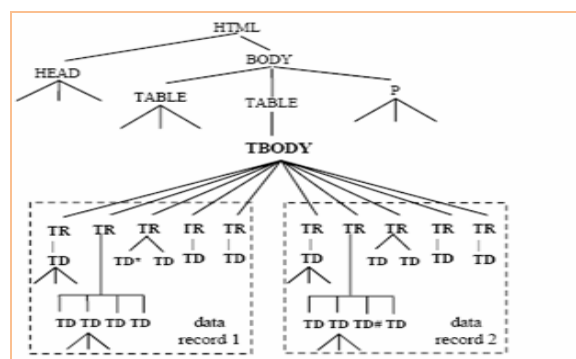 HTML
HEAD BODY
TABLE TABLE P
TBODY
TR TR TR TR TR TR TR TR TR TR
TD TD* TD TD TD TD TD TD TD TD
TD TD TD TD data TD TD TD# TD data
record 1 record 2